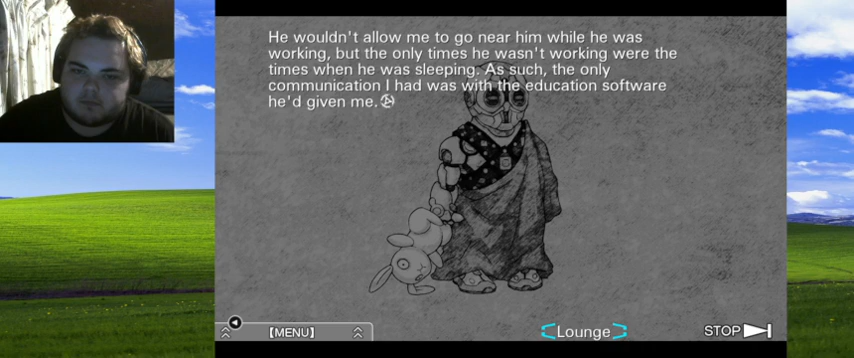 He wouldn't allow me to go near him while he was
working, but the only times he wasn't working were the
times when he was sleeping. As such, the only
communication I had was with the education software
he'd given me.
[MENU]
Lounge
STOP